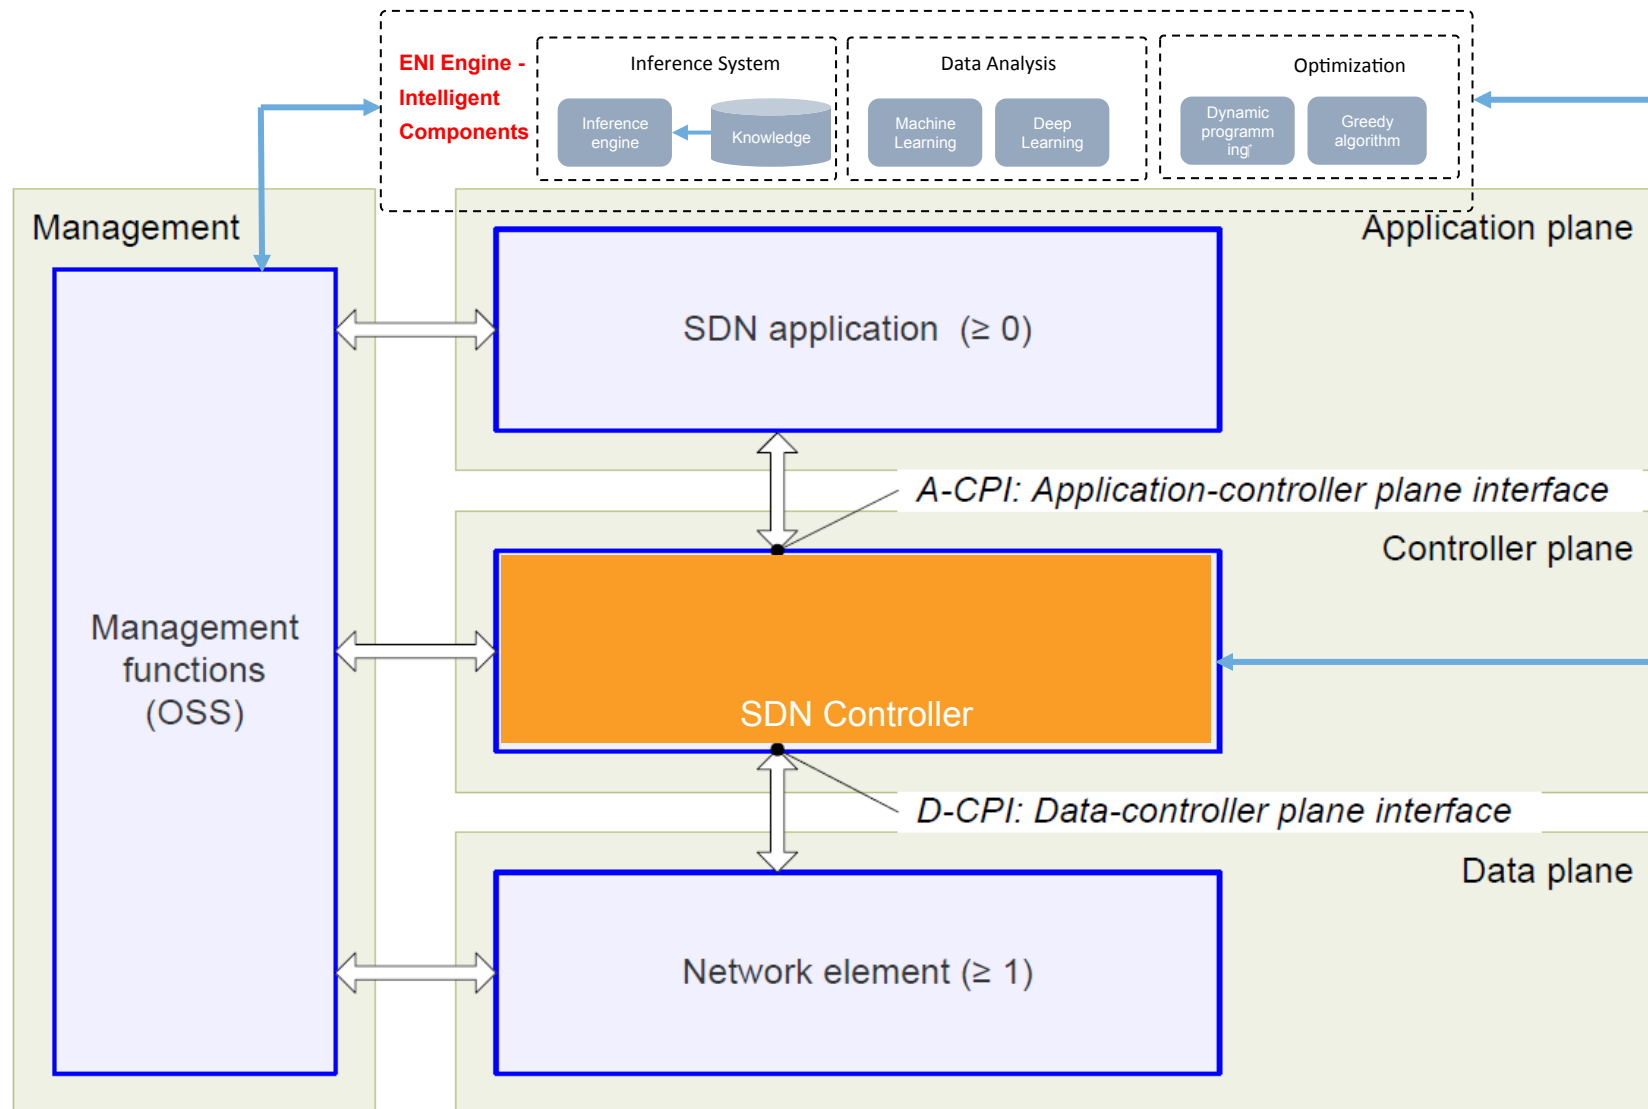 ENI Engine -
Intelligent
Components
Inference System
Inference
engine
Knowledge
Data Analysis
Machine
Learning
Deep
Learning
Optimization
Dynamic
programm
ing
Greedy
algorithm
Management
Application plane
SDN application (≥ 0)
A-CPI: Application-controller plane interface
Controller plane
Management
functions
(OSS)
SDN Controller
D-CPI: Data-controller plane interface
Data plane
Network element (≥ 1)